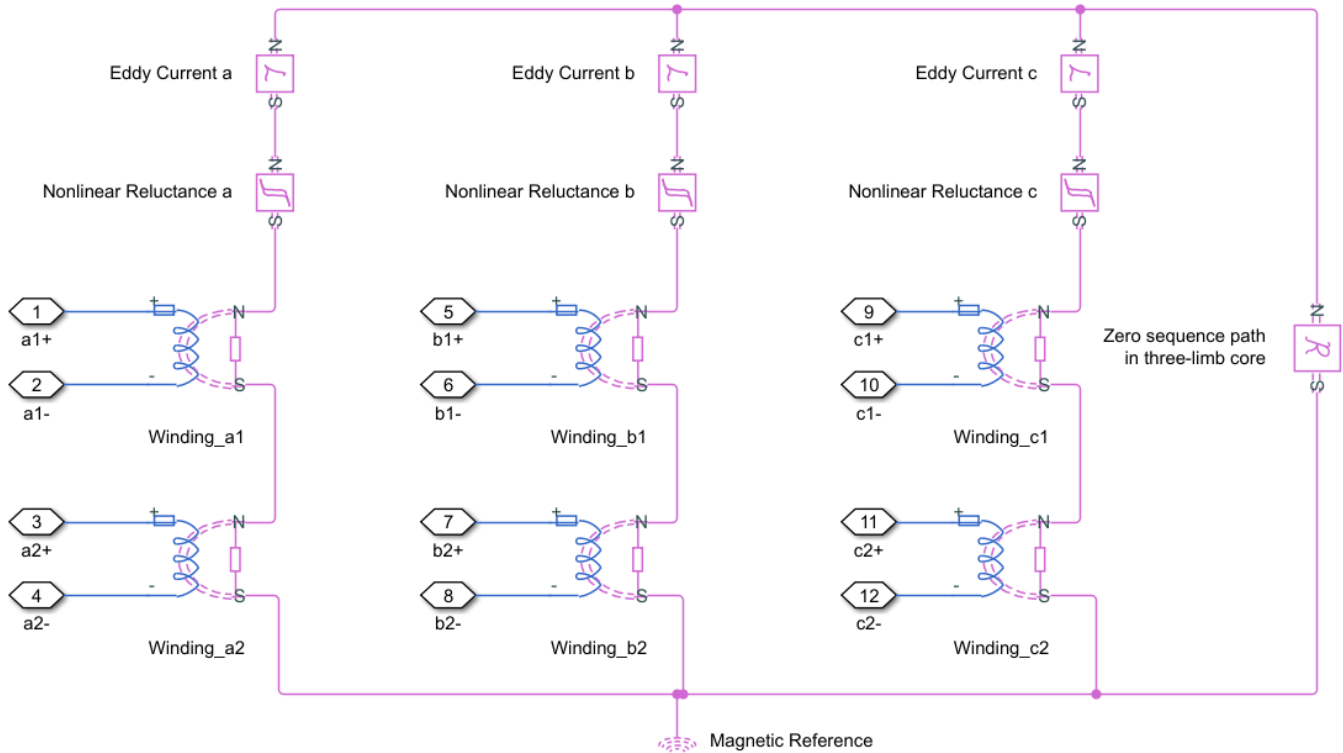 N N N
Eddy Current a Eddy Current b Eddy Current c
S S S
N N N
Nonlinear Reluctance a Nonlinear Reluctance b Nonlinear Reluctance c
S S S
1 + N 5 + N 9 + N N
a1+ b1+ c1+ Zero sequence path
in three-limb core R
2 - S 6 - S 10 - S S
a1- b1- c1-
Winding_a1 Winding_b1 Winding_c1
3 + N 7 + N 11 + N
a2+ b2+ c2+
4 - S 8 - S 12 - S
a2- b2- c2-
Winding_a2 Winding_b2 Winding_c2
Magnetic Reference